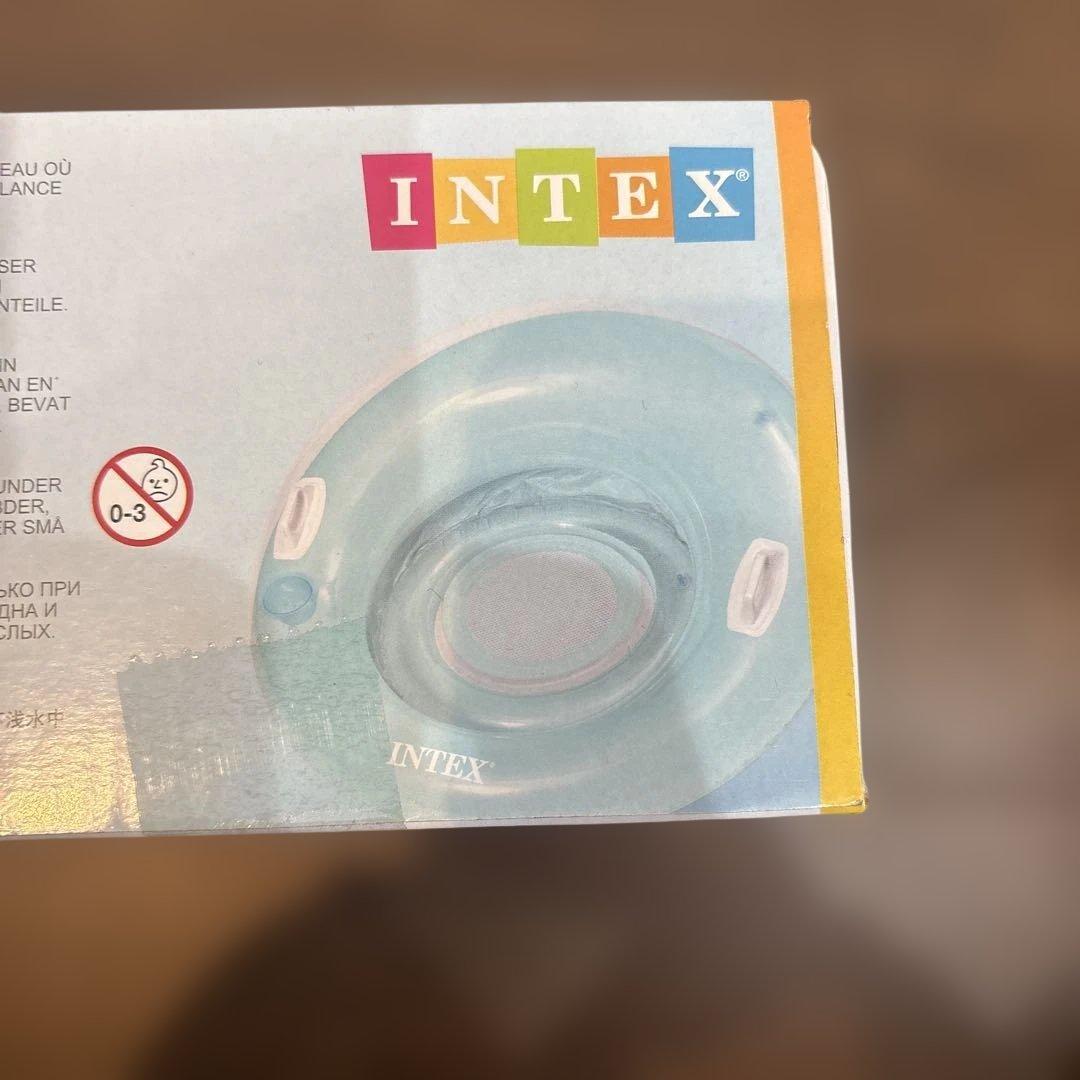 EAU OÙ
LANCE
INTEX®
SER
NTEILE.
IN
AN EN
BEVAT
UNDER
BDER,
ER SMÅ
0-3
ЬКО ПРИ
ДНА И
СЛЫХ.
浅水中
INTEX®